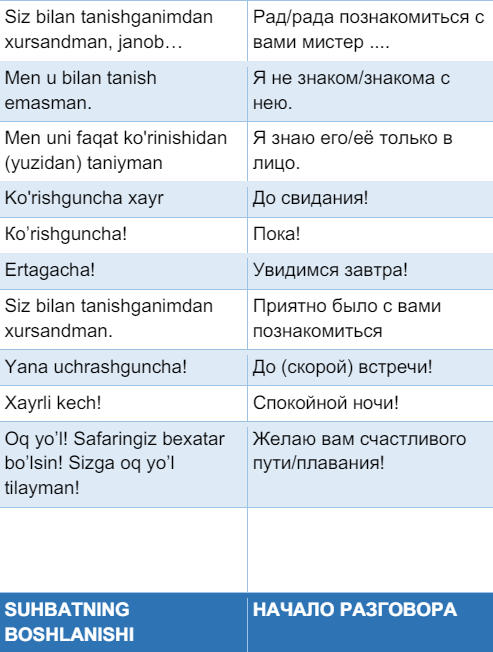 Siz bilan tanishganimdan
xursandman, janob…
Рад/рада познакомиться с
вами мистер ....
Men u bilan tanish
emasman.
Я не знаком/знакома с
нею.
Men uni faqat ko'rinishidan
(yuzidan) taniyman
Я знаю его/её только в
лицо.
Ko'rishguncha xayr
До свидания!
Ko’rishguncha!
Пока!
Ertagacha!
Увидимся завтра!
Siz bilan tanishganimdan
xursandman.
Приятно было с вами
познакомиться
Yana uchrashguncha!
До (скорой) встречи!
Xayrli kech!
Спокойной ночи!
Oq yo’l! Safaringiz bexatar
bo’lsin! Sizga oq yo’l
tilayman!
Желаю вам счастливого
пути/плавания!
SUHBATNING
BOSHLANISHI
НАЧАЛО РАЗГОВОРА